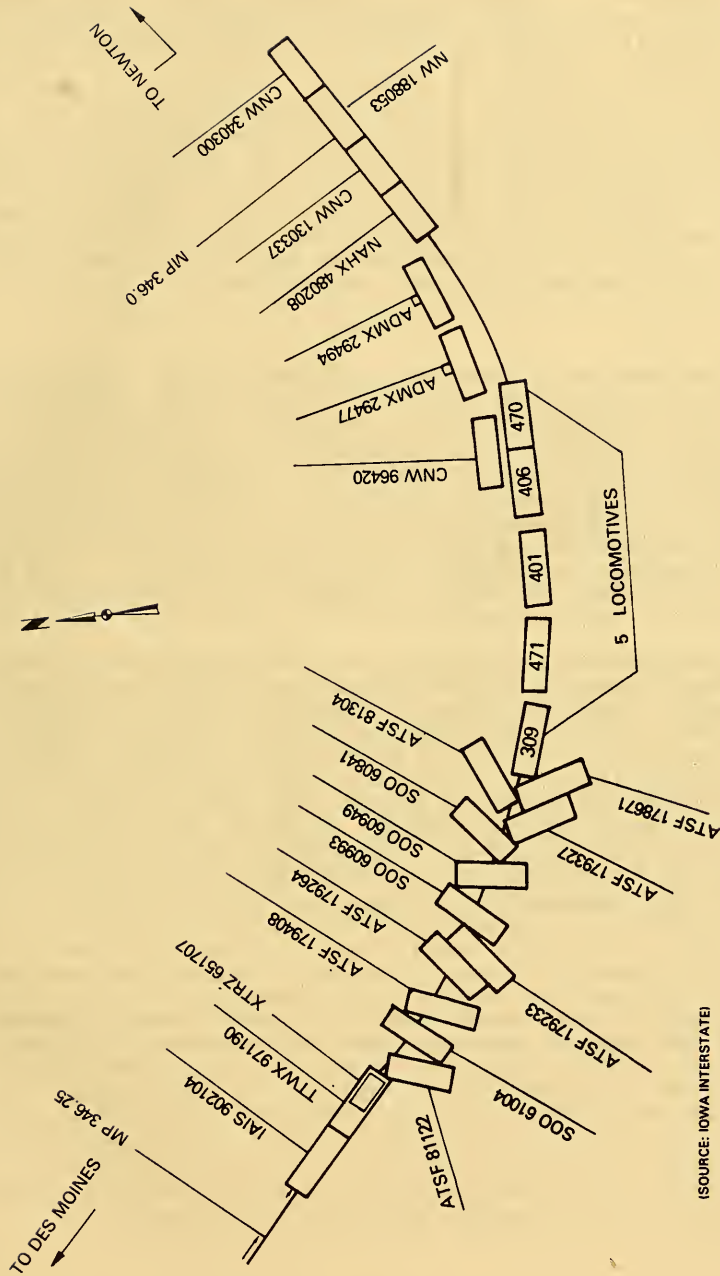 TO NEWTON
CNW 340300
NW 188053
MP 346.0
CNW 130337
NAHX 480208
ADMX 29494
ADMX 29477
CNW 96420
470
406
401
471
309
5 LOCOMOTIVES
N
ATSF 81304
SOO 60841
SOO 60949
SOO 60993
ATSF 179264
ATSF 179408
XTRZ 651707
TTWX 971190
IAIS 902104
MP 346.25
TO DES MOINES
ATSF 178671
ATSF 179327
ATSF 179233
SOO 61004
ATSF 81122
(SOURCE: IOWA INTERSTATE)